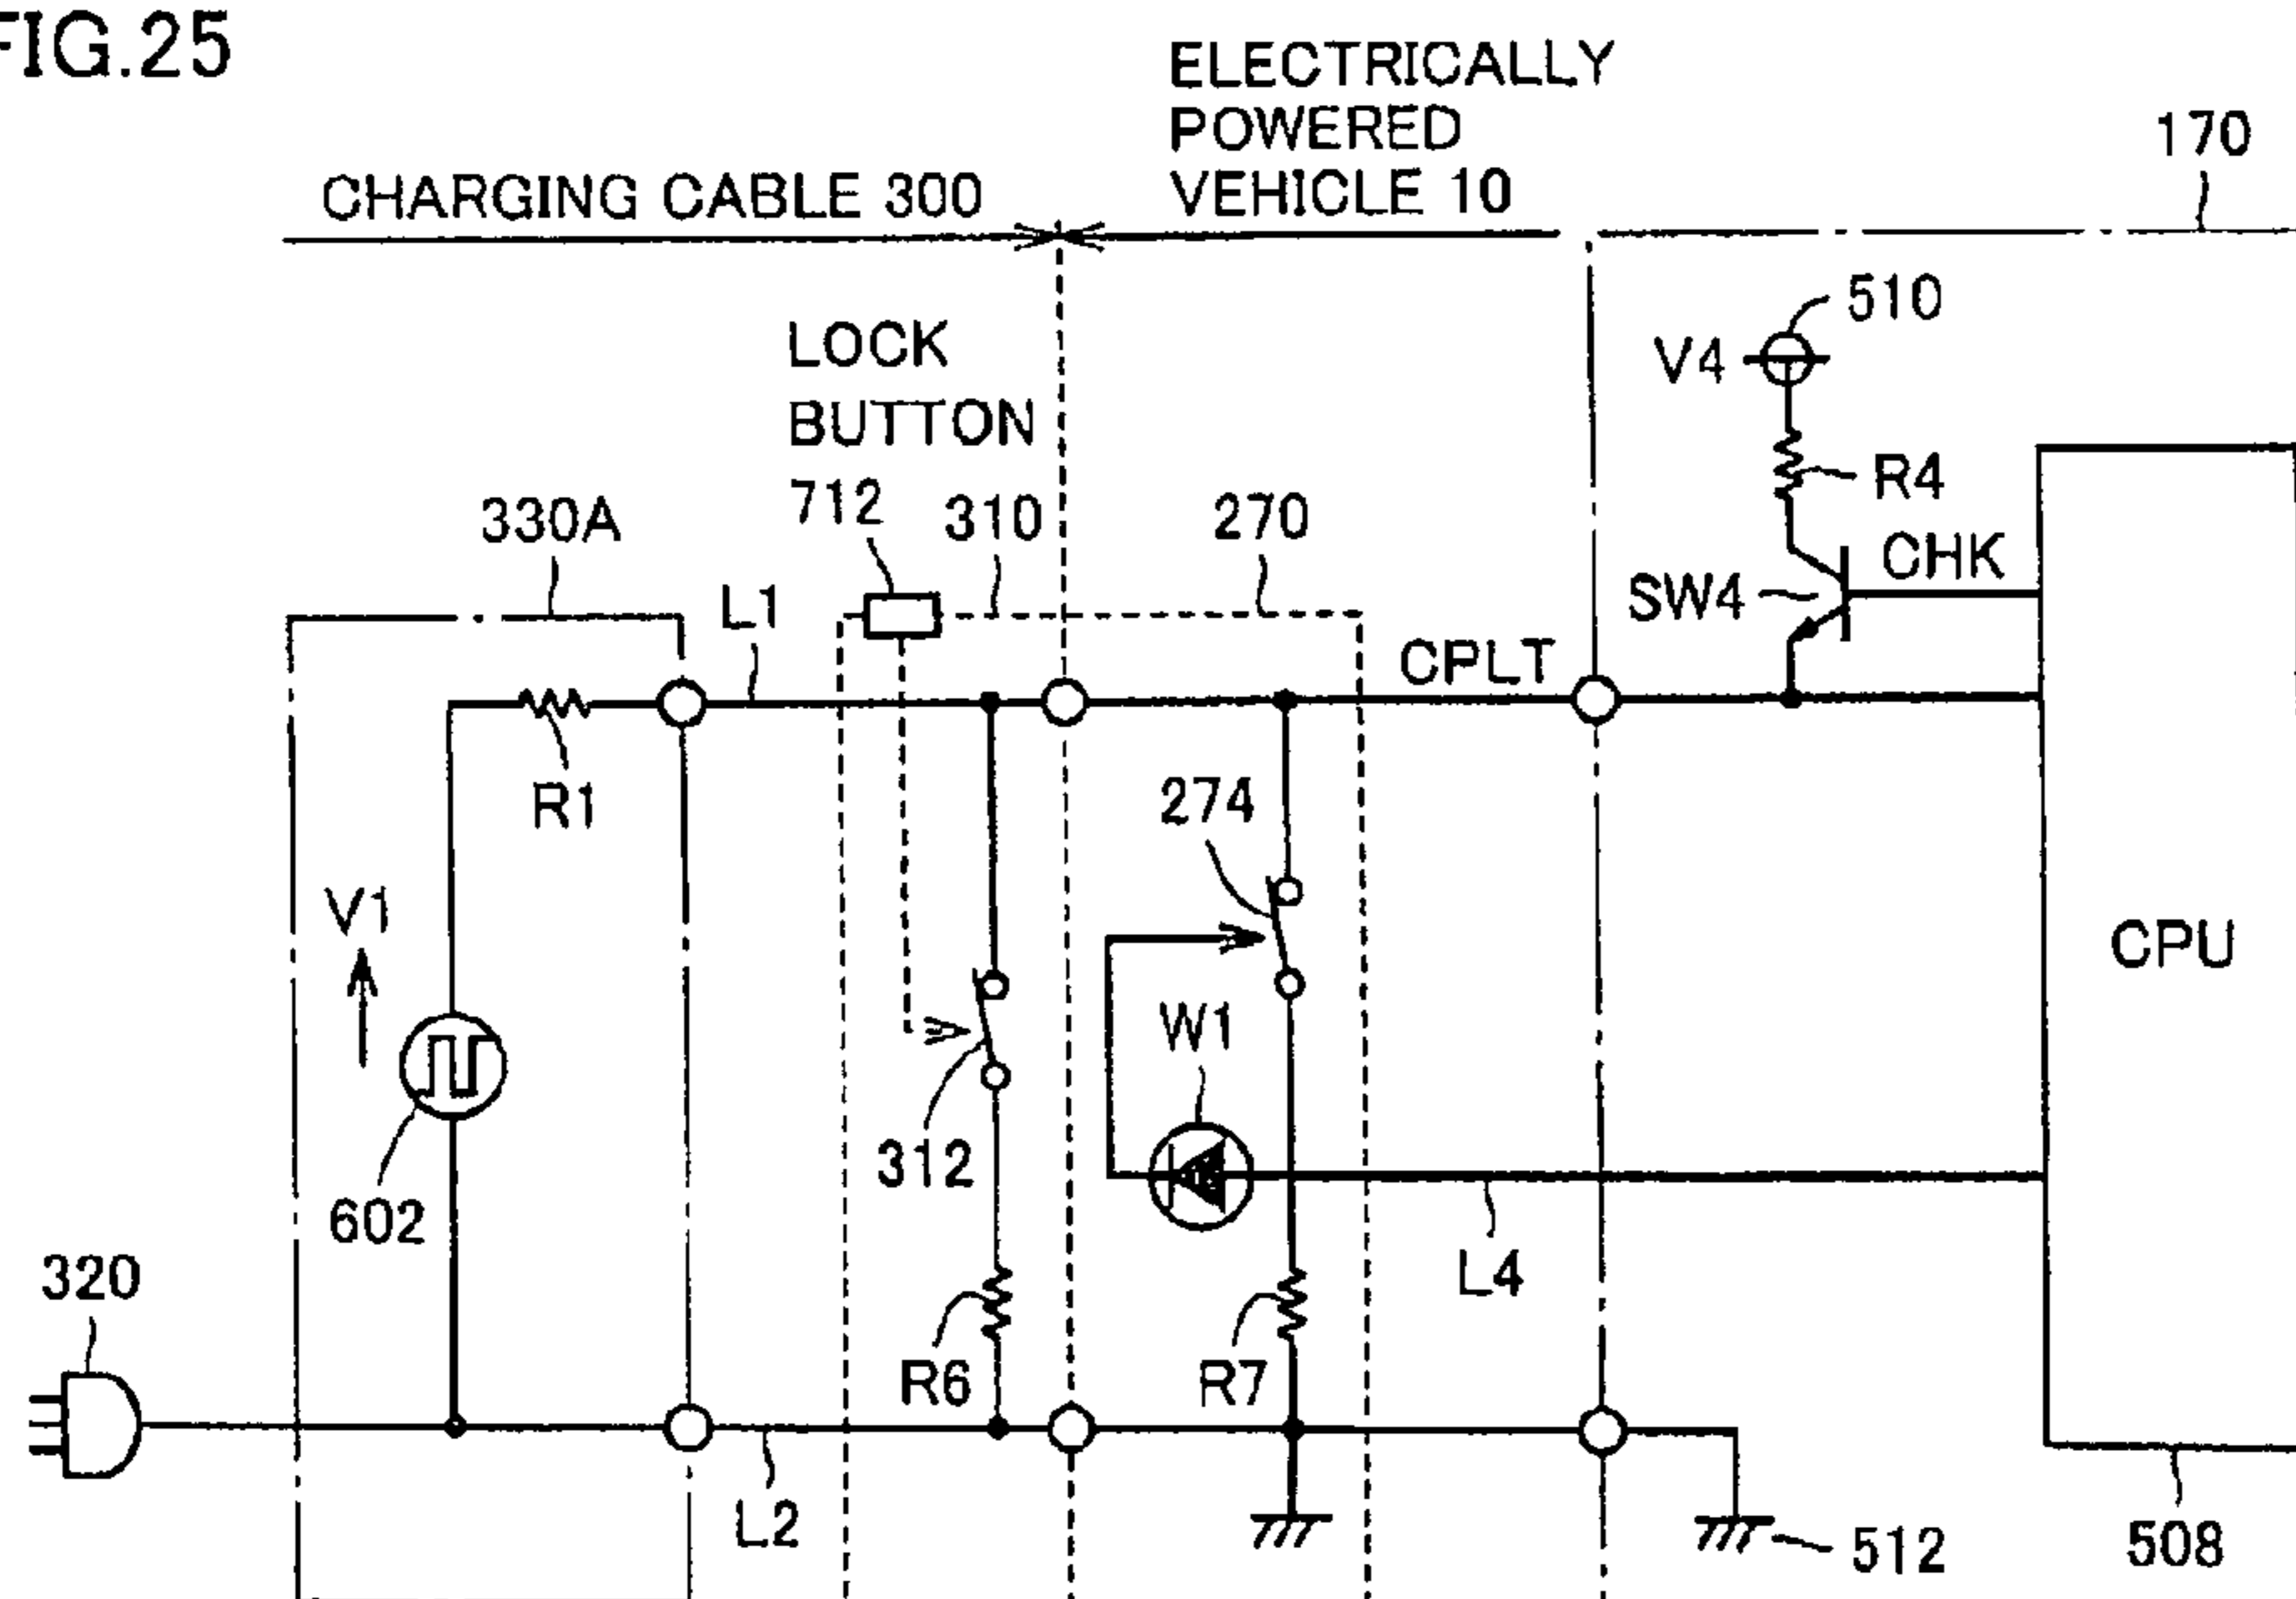 FIG.25
ELECTRICALLY
POWERED
VEHICLE 10
CHARGING CABLE 300
170
510
V4
LOCK
BUTTON
712
310
270
330A
R4
CHK
SW4
L1
CPLT
R1
274
V1
CPU
W1
312
602
L4
320
R6
R7
L2
512
508